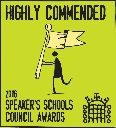 HIGHLY COMMENDED
2016
SPEAKER'S SCHOOLS
COUNCIL AWARDS